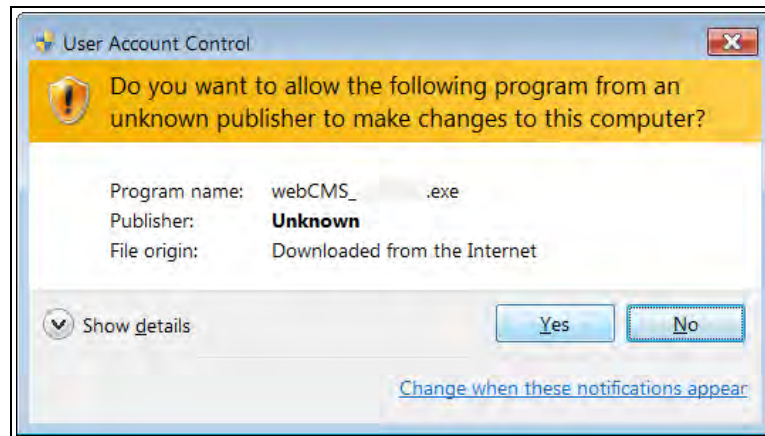 User Account Control
Do you want to allow the following program from an
unknown publisher to make changes to this computer?
Program name: webCMS_ .exe
Publisher: Unknown
File origin: Downloaded from the Internet
Show details
Yes No
Change when these notifications appear